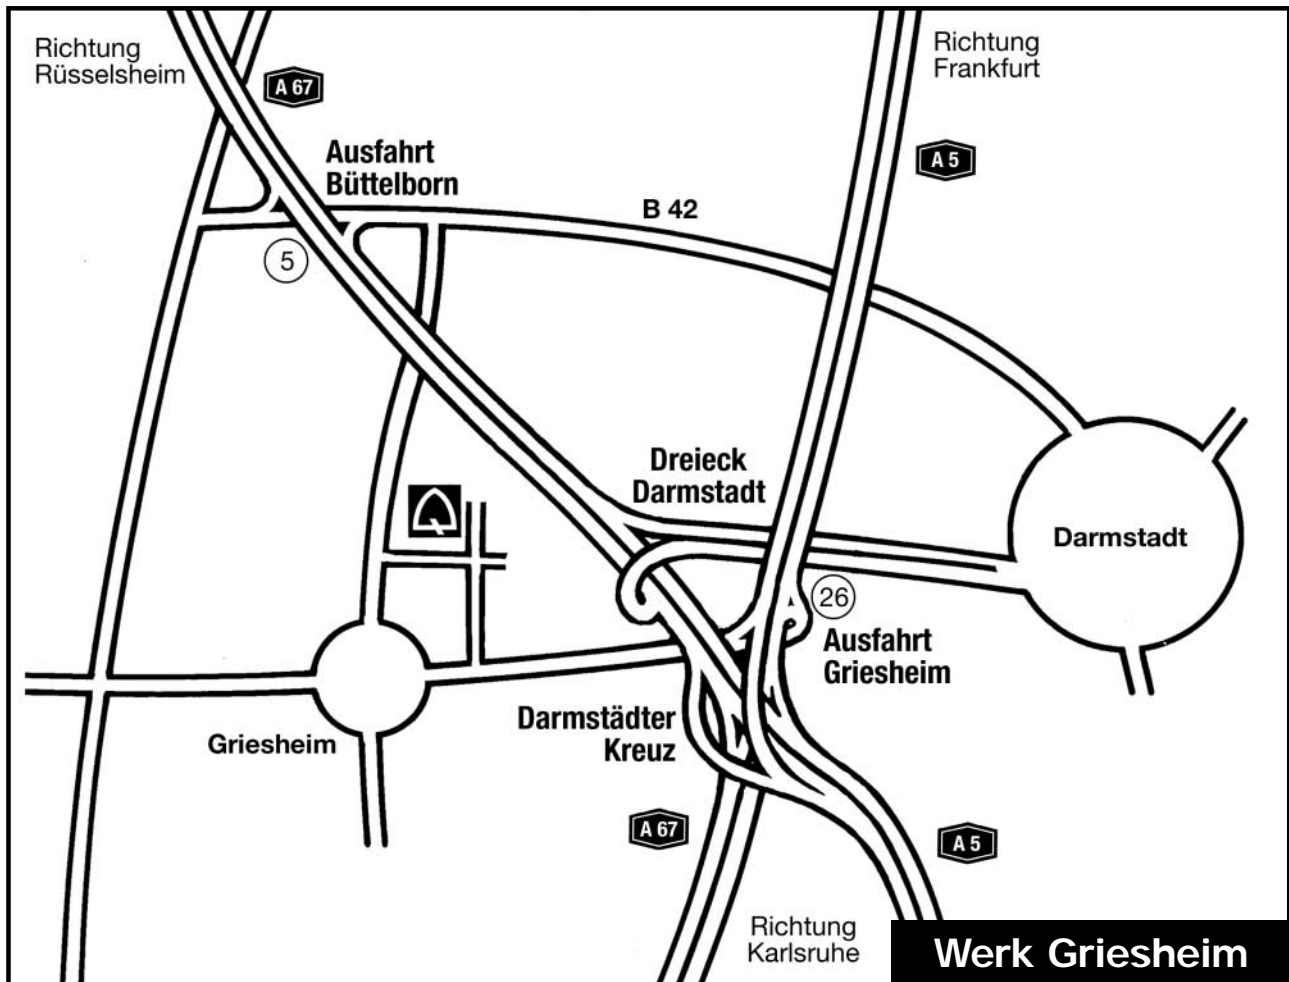 Richtung
Rüsselsheim
A 67
Richtung
Frankfurt
A 5
Ausfahrt
Büttelborn
B 42
5
Dreieck
Darmstadt
Darmstadt
26
Ausfahrt
Griesheim
Darmstädter
Kreuz
Griesheim
A 67
A 5
Richtung
Karlsruhe
Werk Griesheim